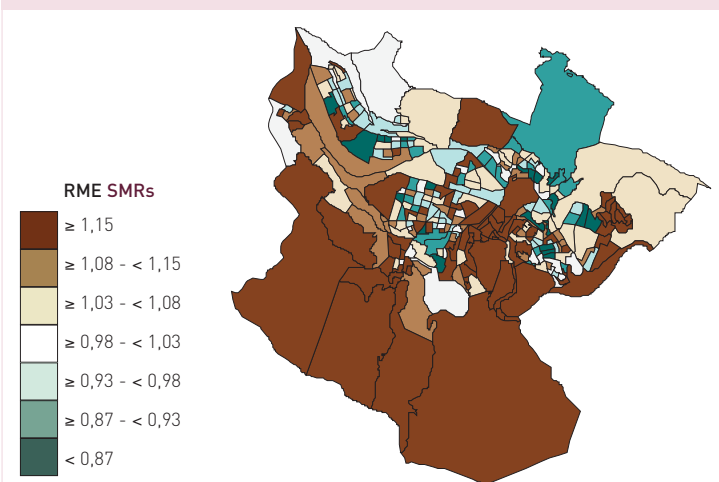 RME SMRs
≥ 1,15
≥ 1,08 - < 1,15
≥ 1,03 - < 1,08
≥ 0,98 - < 1,03
≥ 0,93 - < 0,98
≥ 0,87 - < 0,93
< 0,87